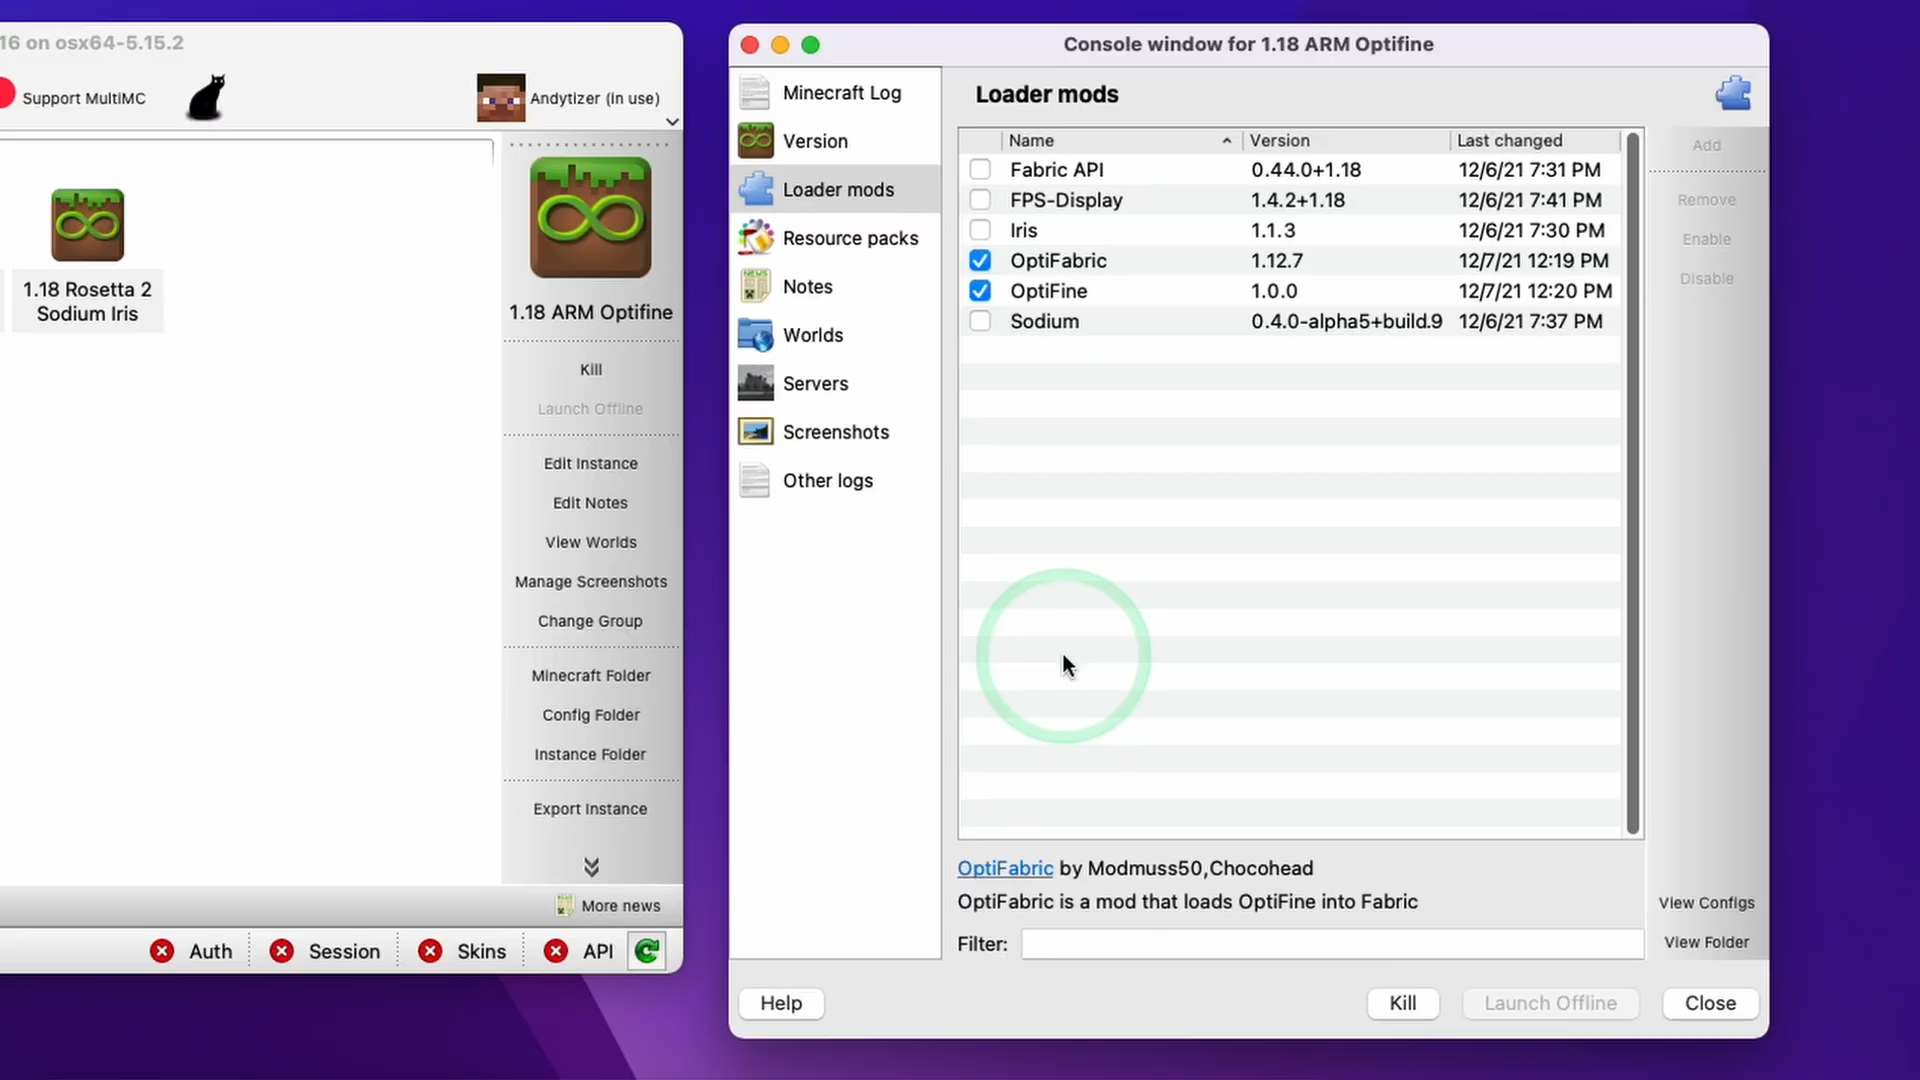 16 on osx64-5.15.2
Support MultiMC
Andytizer (in use)
1.18 Rosetta 2
Sodium Iris
1.18 ARM Optifine
Kill
Launch Offline
Edit Instance
Edit Notes
View Worlds
Manage Screenshots
Change Group
Minecraft Folder
Config Folder
Instance Folder
Export Instance
More news
Auth
Session
Skins
API
Console window for 1.18 ARM Optifine
Minecraft Log
Version
Loader mods
Resource packs
NEWS
Notes
Worlds
Servers
Screenshots
Other logs
Loader mods
Name Version Last changed
Fabric API 0.44.0+1.18 12/6/21 7:31 PM
FPS-Display 1.4.2+1.18 12/6/21 7:41 PM
Iris 1.1.3 12/6/21 7:30 PM
OptiFabric 1.12.7 12/7/21 12:19 PM
OptiFine 1.0.0 12/7/21 12:20 PM
Sodium 0.4.0-alpha5+build.9 12/6/21 7:37 PM
Add
Remove
Enable
Disable
View Configs
View Folder
OptiFabric by Modmuss50,Chocohead
OptiFabric is a mod that loads OptiFine into Fabric
Filter:
Help
Kill
Launch Offline
Close